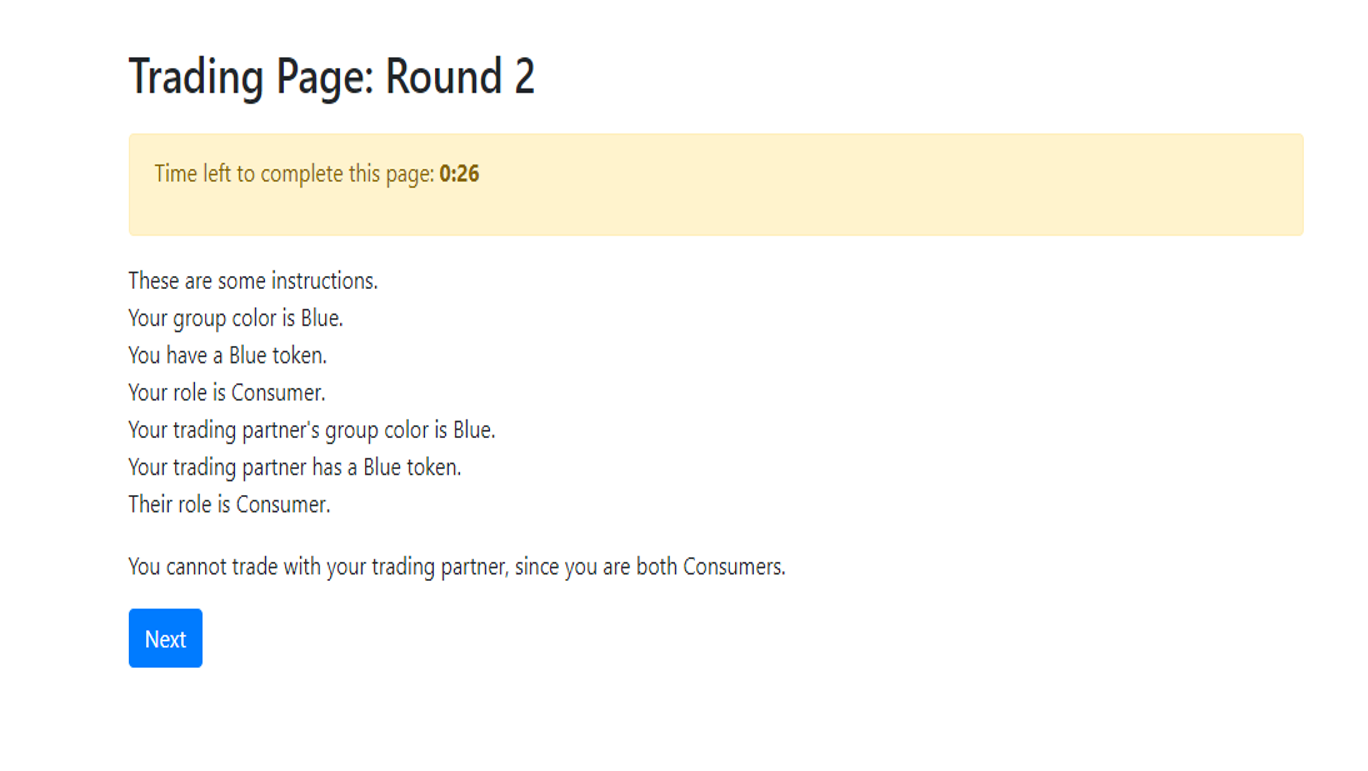 Trading Page: Round 2
Time left to complete this page: 0:26
These are some instructions.
Your group color is Blue.
You have a Blue token.
Your role is Consumer.
Your trading partner's group color is Blue.
Your trading partner has a Blue token.
Their role is Consumer.
You cannot trade with your trading partner, since you are both Consumers.
Next